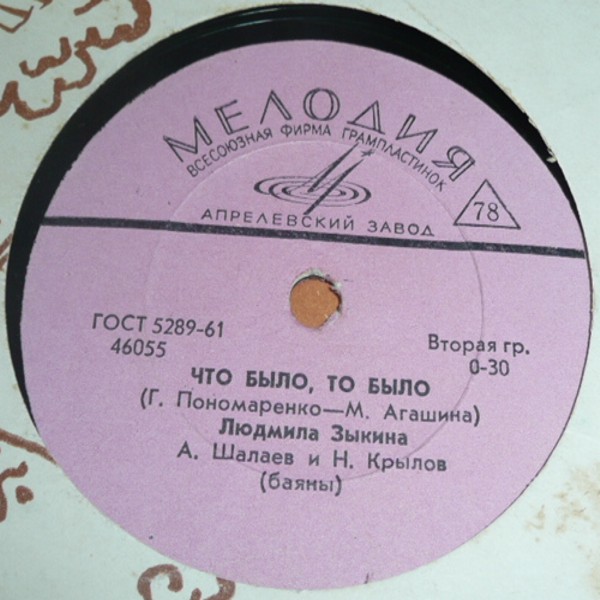 МЕЛОДИЯ
ВСЕСОЮЗНАЯ ФИРМА ГРАМПЛАСТИНОК
АПРЕЛЕВСКИЙ ЗАВОД
78
ГОСТ 5289-61
46055
Вторая гр.
0-30
ЧТО БЫЛО, ТО БЫЛО
(Г. Пономаренко—М. Агашина)
Людмила Зыкина
А. Шалаев и Н. Крылов
(баяны)